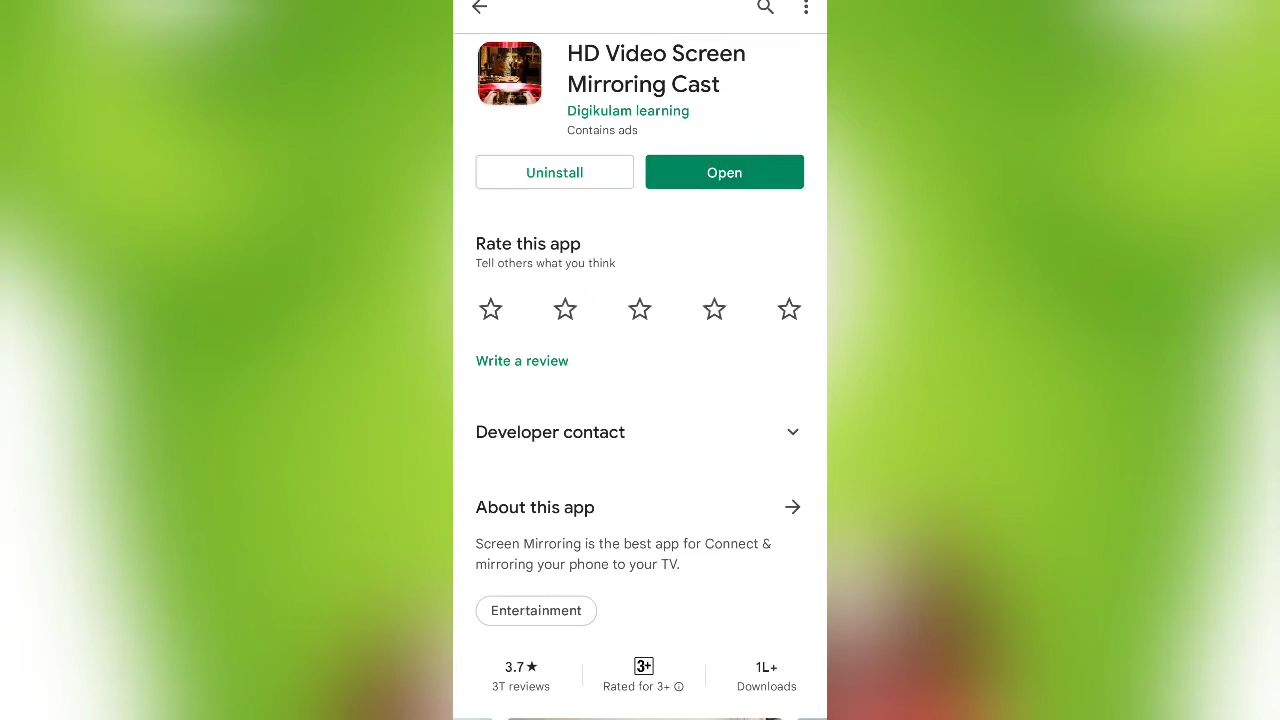 HD Video Screen
Mirroring Cast
Digikulam learning
Contains ads
Uninstall
Open
Rate this app
Tell others what you think
Write a review
Developer contact
About this app
Screen Mirroring is the best app for Connect &
mirroring your phone to your TV.
Entertainment
3.7★
3T reviews
3+
Rated for 3+
1L+
Downloads